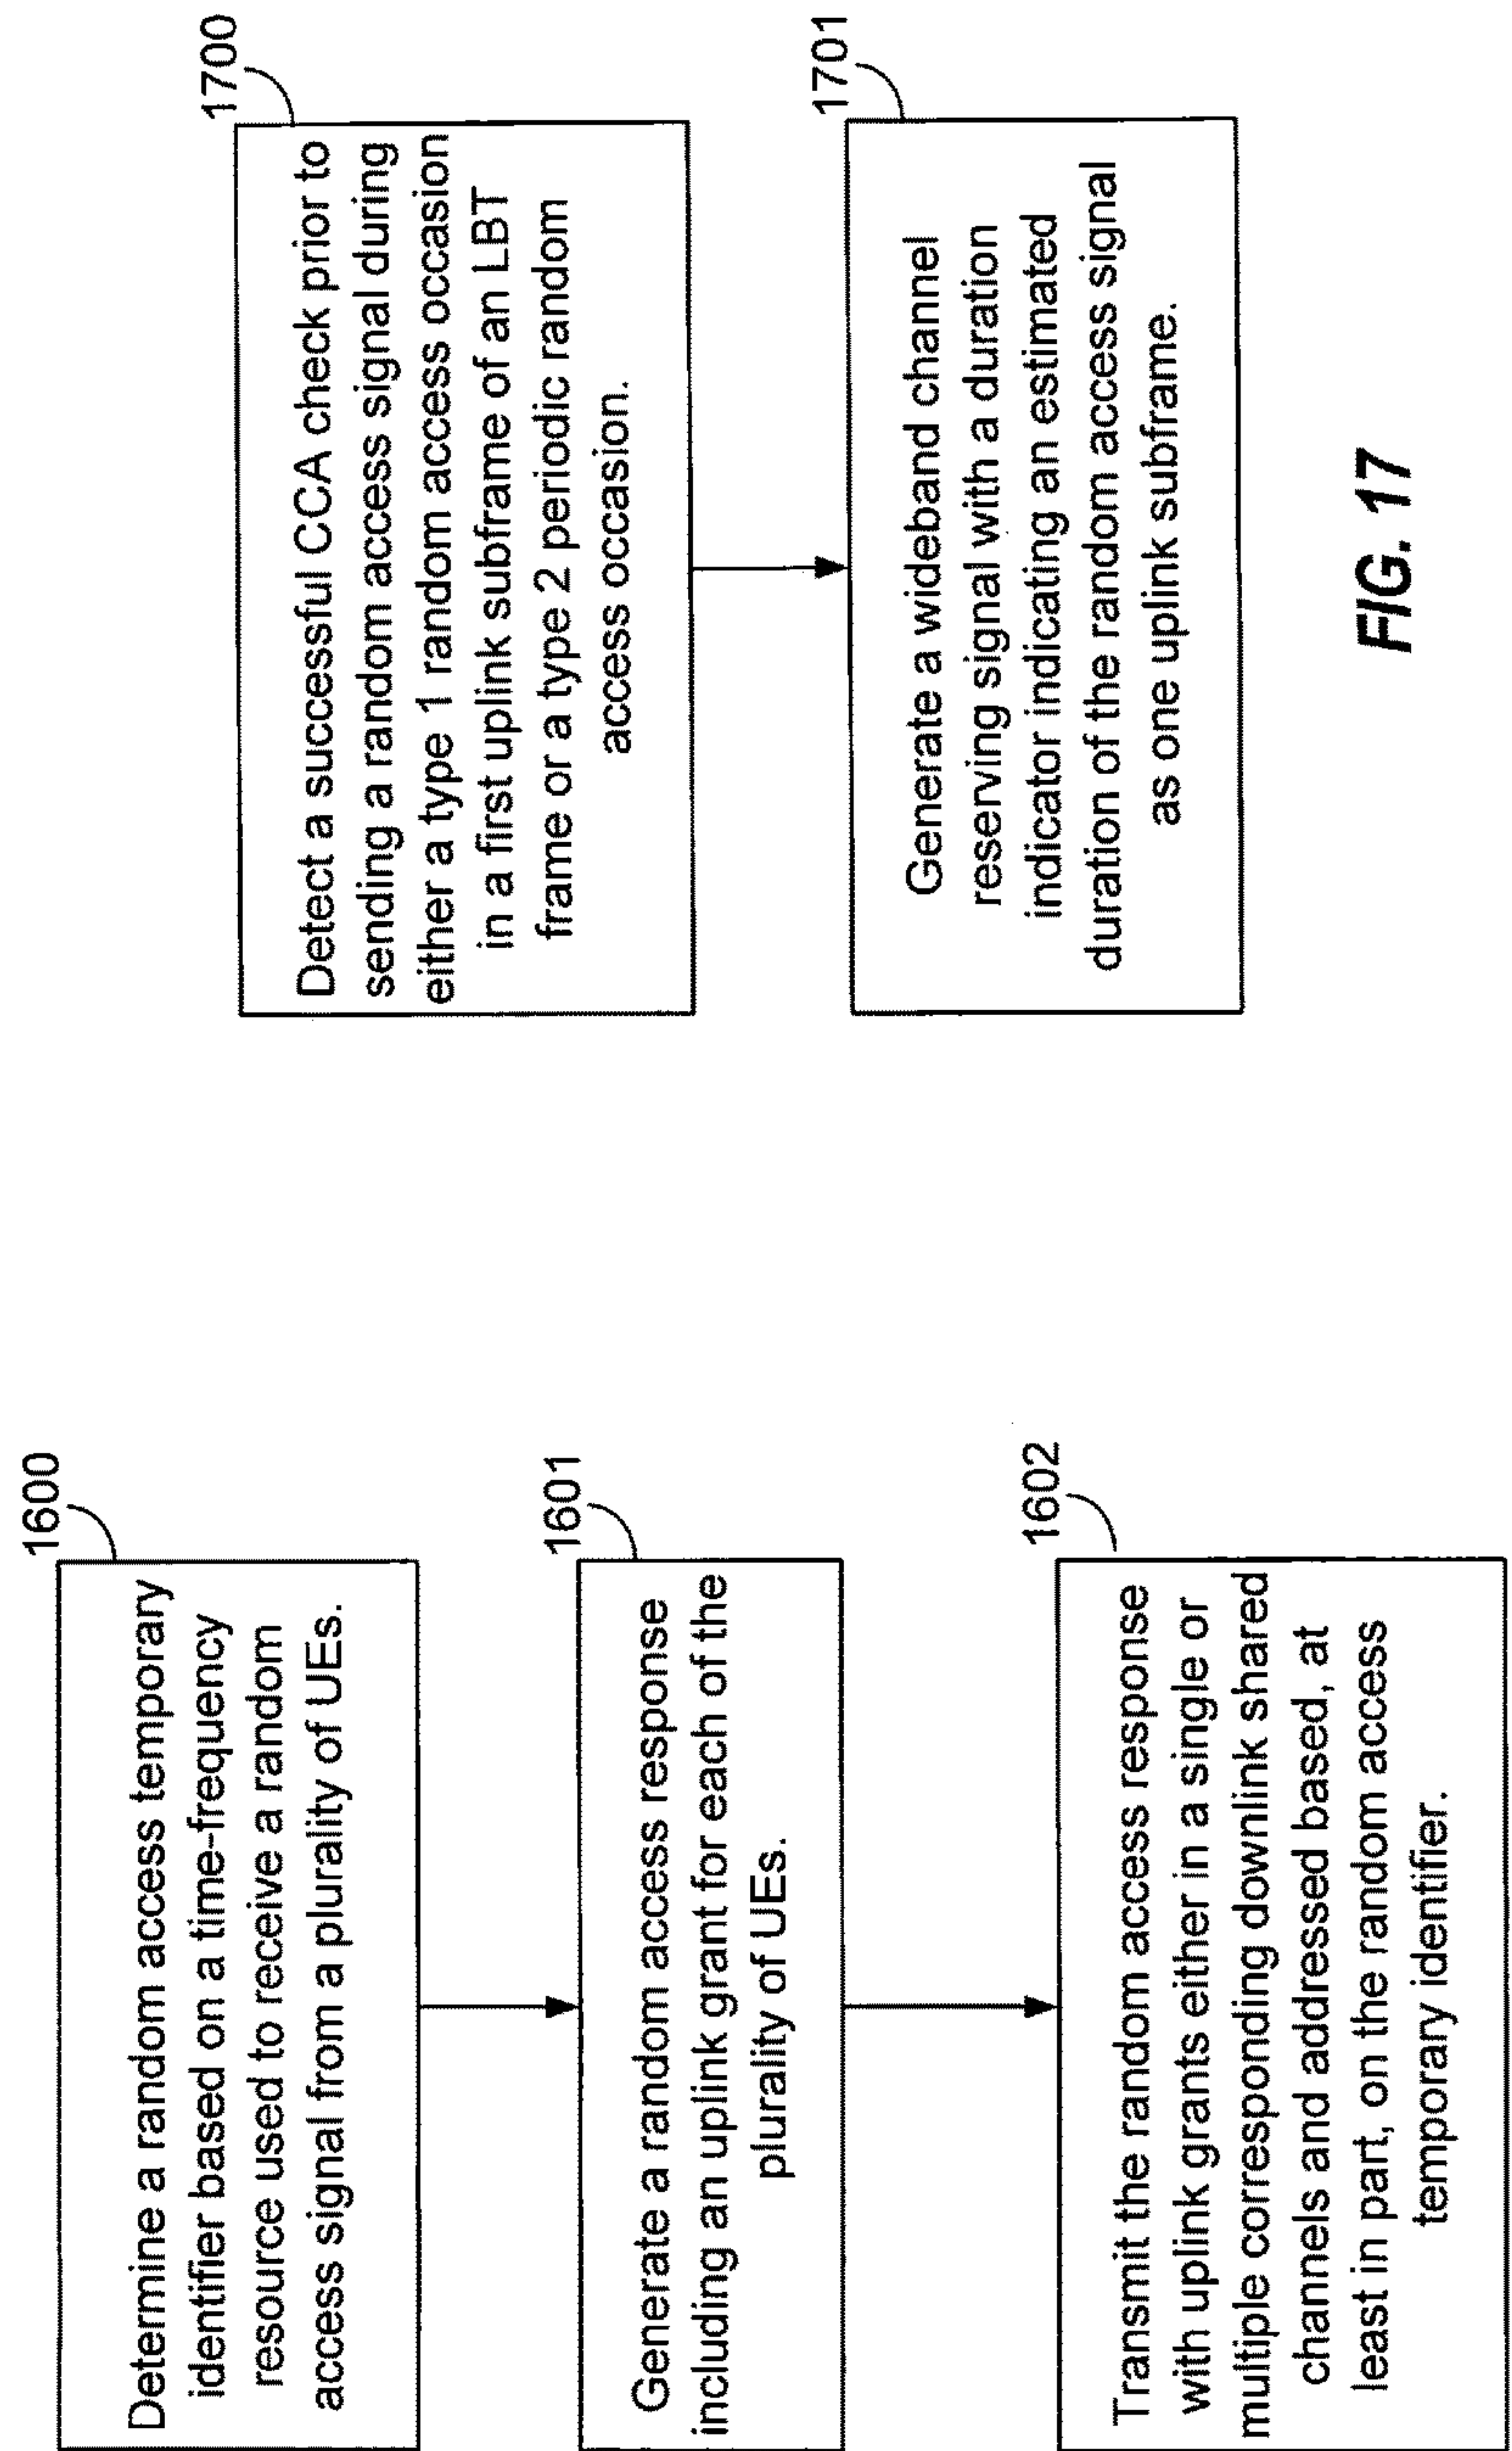 1600
Determine a random access temporary
identifier based on a time-frequency
resource used to receive a random
access signal from a plurality of UEs.
1601
Generate a random access response
including an uplink grant for each of the
plurality of UEs.
1602
Transmit the random access response
with uplink grants either in a single or
multiple corresponding downlink shared
channels and addressed based, at
least in part, on the random access
temporary identifier.
1700
Detect a successful CCA check prior to
sending a random access signal during
either a type 1 random access occasion
in a first uplink subframe of an LBT
frame or a type 2 periodic random
access occasion.
1701
Generate a wideband channel
reserving signal with a duration
indicator indicating an estimated
duration of the random access signal
as one uplink subframe.
FIG. 17